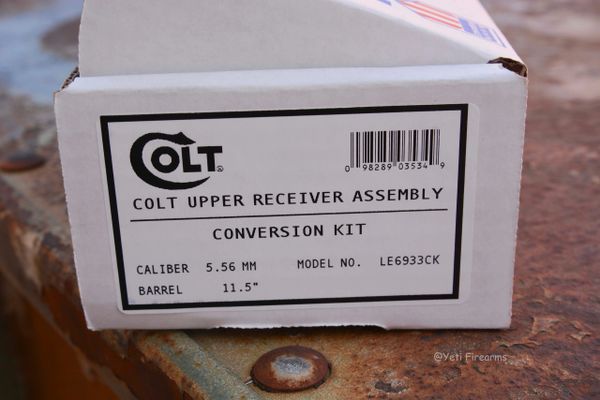 COLT
®
0 98289 03534 9
COLT UPPER RECEIVER ASSEMBLY
CONVERSION KIT
CALIBER 5.56 MM MODEL NO. LE6933CK
BARREL 11.5"
@Yeti Firearms